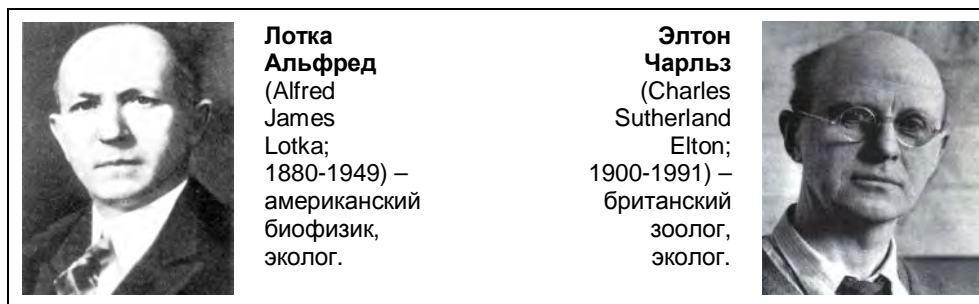 Лотка
Альфред
(Alfred
James
Lotka;
1880-1949) –
американский
биофизик,
эколог.
Элтон
Чарльз
(Charles
Sutherland
Elton;
1900-1991) –
британский
зоолог,
эколог.